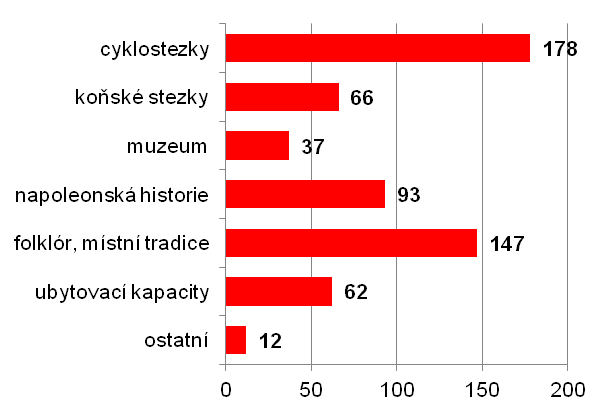 cyklostezky 178
koňské stezky 66
muzeum 37
napoleonská historie 93
folklór, místní tradice 147
ubytovací kapacity 62
ostatní 12
0 50 100 150 200